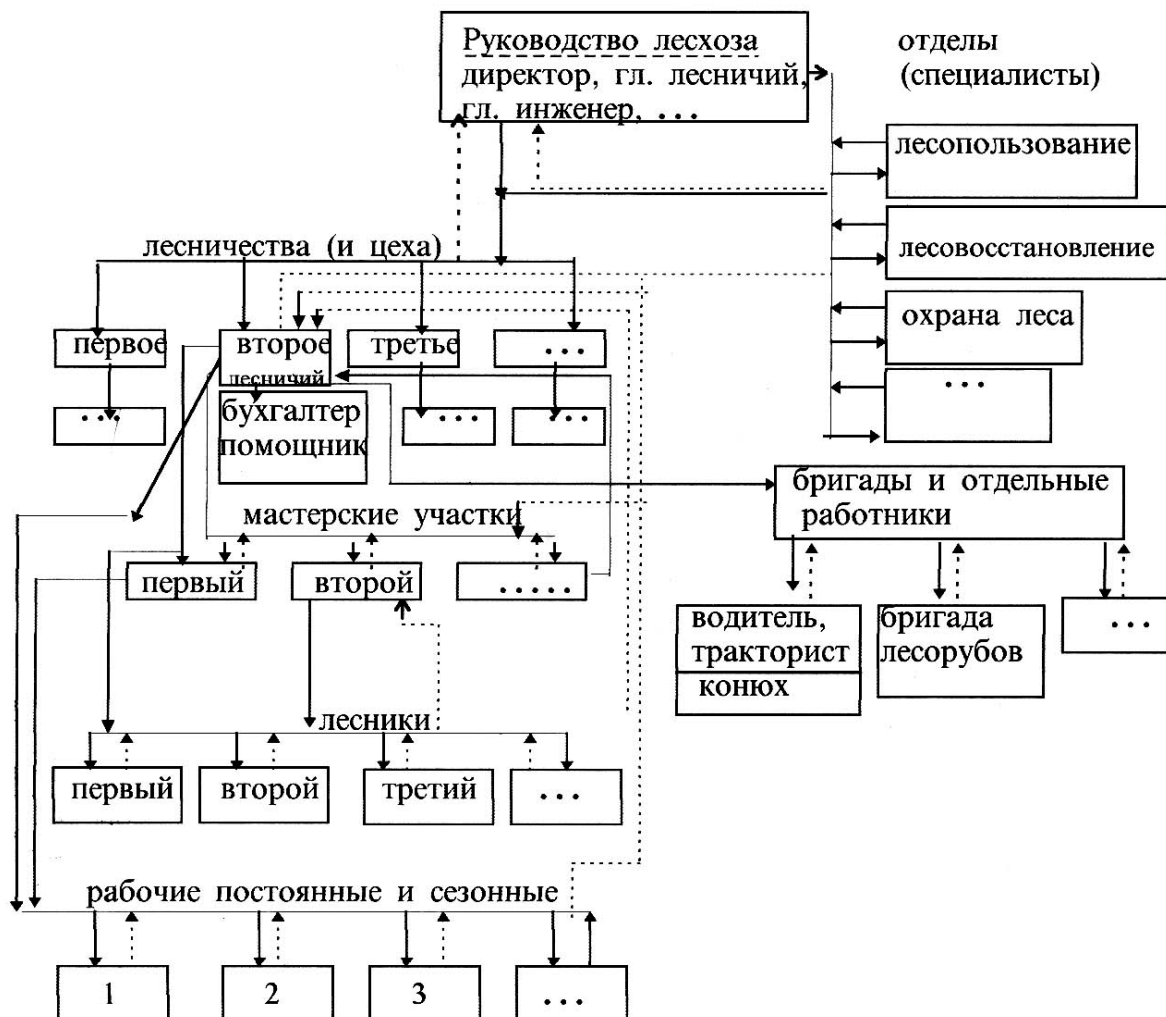 Руководство лесхоза
директор, гл. лесничий,
гл. инженер, ...
отделы
(специалисты)
лесопользование
лесовосстановление
охрана леса
...
лесничества (и цеха)
первое
второе
лесничий
третье
...
...
бухгалтер
помощник
...
...
бригады и отдельные
работники
водитель,
тракторист
конюх
бригада
лесорубов
...
мастерские участки
первый
второй
.....
лесники
первый
второй
третий
...
рабочие постоянные и сезонные
1
2
3
...